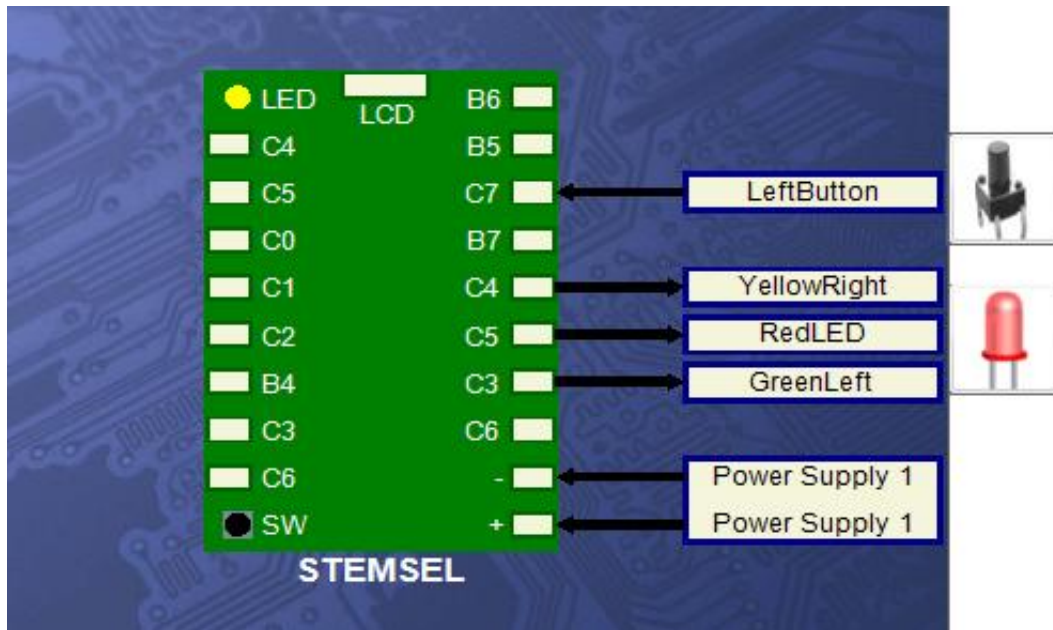 LED
LCD
B6
C4
B5
C5
C7
LeftButton
C0
B7
C1
C4
YellowRight
C2
C5
RedLED
B4
C3
GreenLeft
C3
C6
C6
-
Power Supply 1
SW
+
Power Supply 1
STEMSEL